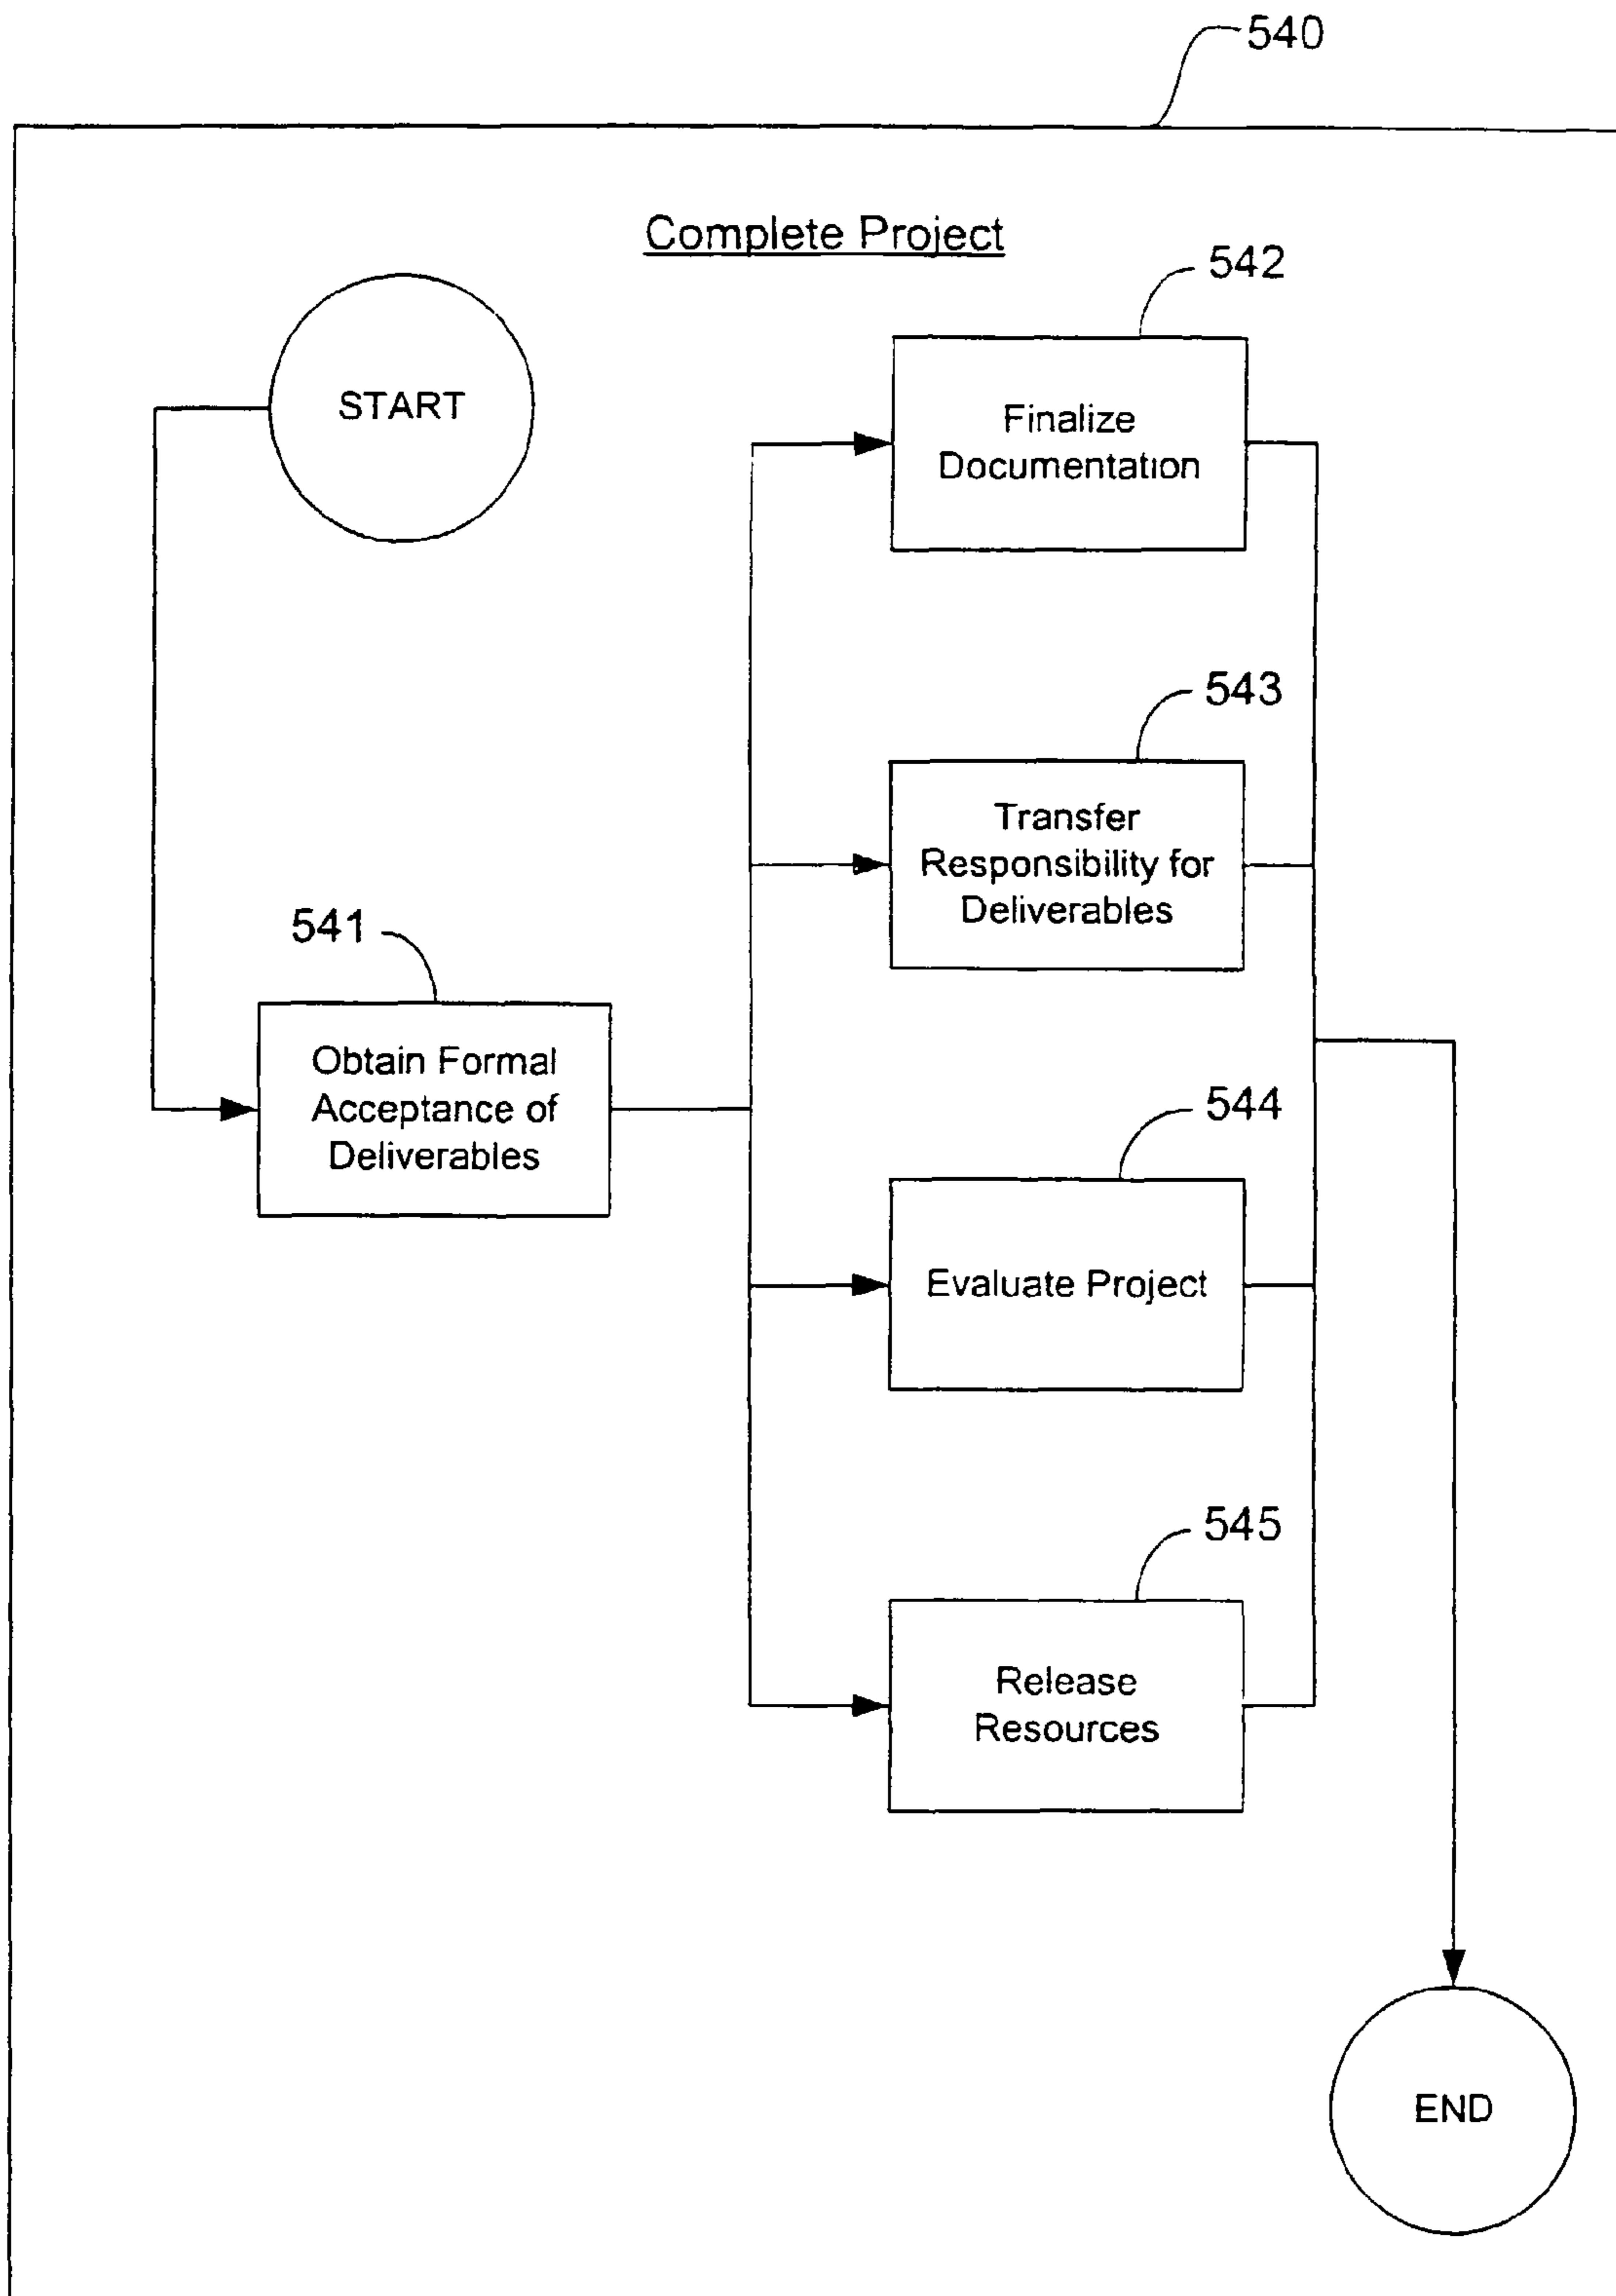 540
Complete Project
542
START
Finalize
Documentation
543
Transfer
Responsibility for
Deliverables
541
Obtain Formal
Acceptance of
Deliverables
544
Evaluate Project
545
Release
Resources
END